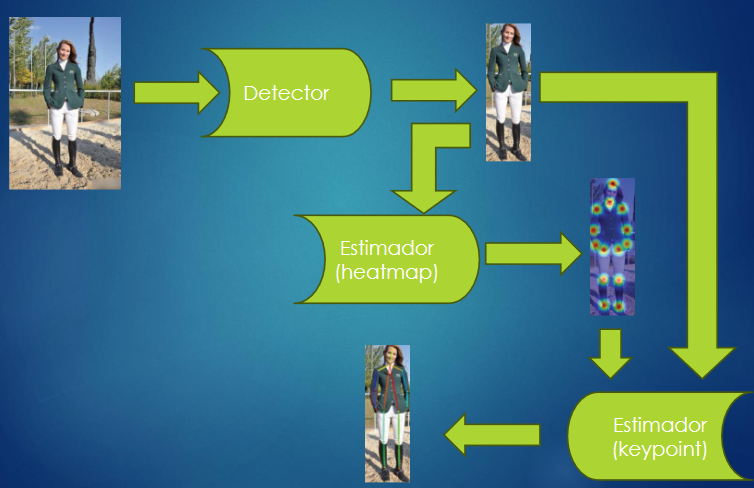 Detector
Estimador
(heatmap)
Estimador
(keypoint)